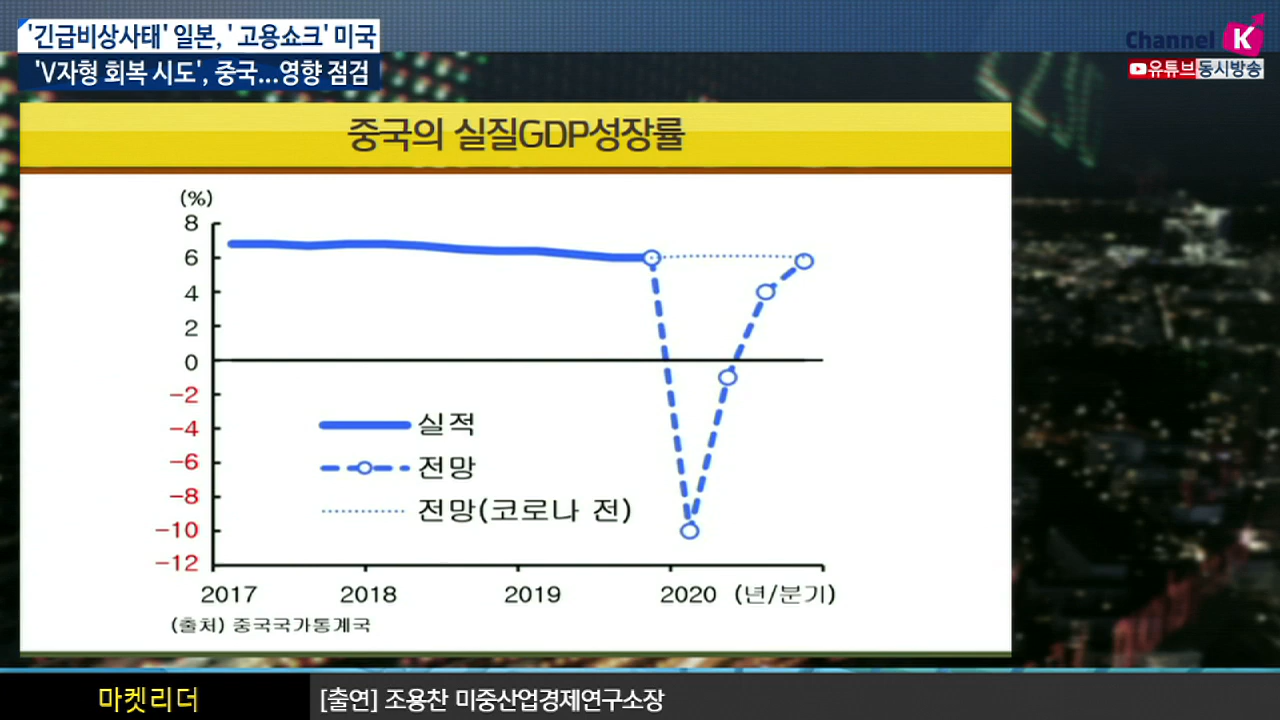 '긴급비상사태' 일본, ' 고용쇼크' 미국
'V자형 회복 시도', 중국...영향 점검
Channel K
유튜브 동시방송
중국의 실질GDP성장률
(%)
8
6
4
2
0
-2
-4
-6
-8
-10
-12
실적
전망
전망(코로나 전)
2017 2018 2019 2020 (년/분기)
(출처) 중국국가통계국
마켓리더 [출연] 조용찬 미중산업경제연구소장